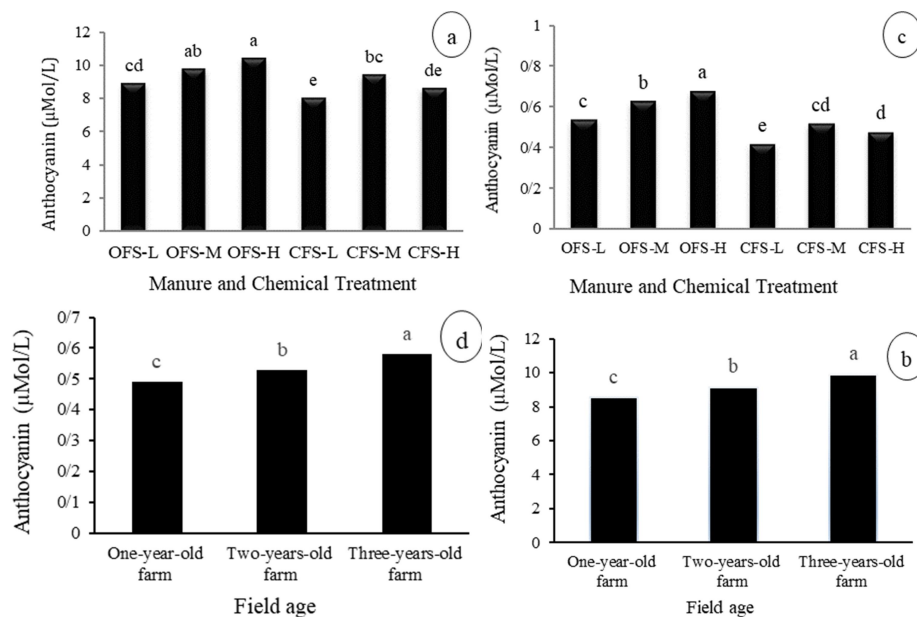 a
Anthocyanin (µMol/L)
12
10
8
6
4
2
0
cd
ab
a
e
bc
de
OFS-L OFS-M OFS-H CFS-L CFS-M CFS-H
Manure and Chemical Treatment
c
Anthocyanin (µMol/L)
1
0/8
0/6
0/4
0/2
0
c
b
a
e
cd
d
OFS-L OFS-M OFS-H CFS-L CFS-M CFS-H
Manure and Chemical Treatment
d
Anthocyanin (µMol/L)
0/7
0/6
0/5
0/4
0/3
0/2
0/1
0
c
b
a
One-year-old Two-years-old Three-years-old
farm farm farm
Field age
b
Anthocyanin (µMol/L)
12
10
8
6
4
2
0
c
b
a
One-year-old Two-years-old Three-years-old
farm farm farm
Field age